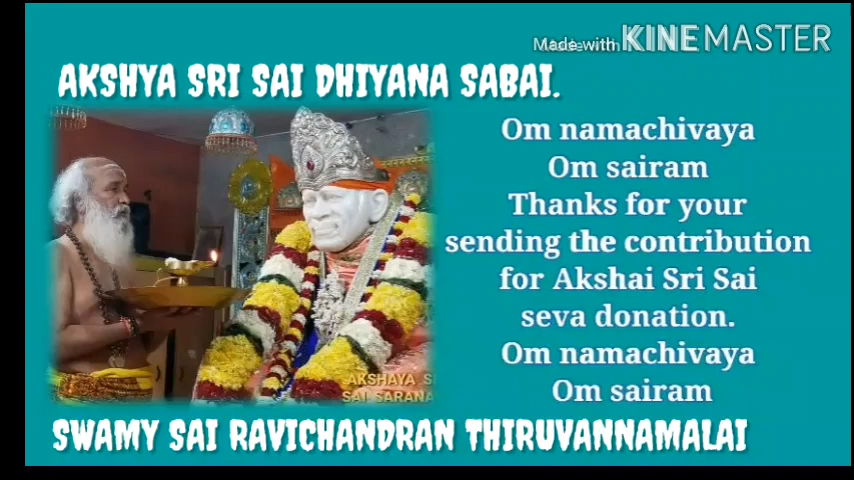 Made with KINEMASTER
AKSHYA SRI SAI DHIYANA SABAI.
Om namachivaya
Om sairam
Thanks for your
sending the contribution
for Akshai Sri Sai
seva donation.
Om namachivaya
Om sairam
AKSHAYA S
SAI SARANA
SWAMY SAI RAVICHANDRAN THIRUVANNAMALAI